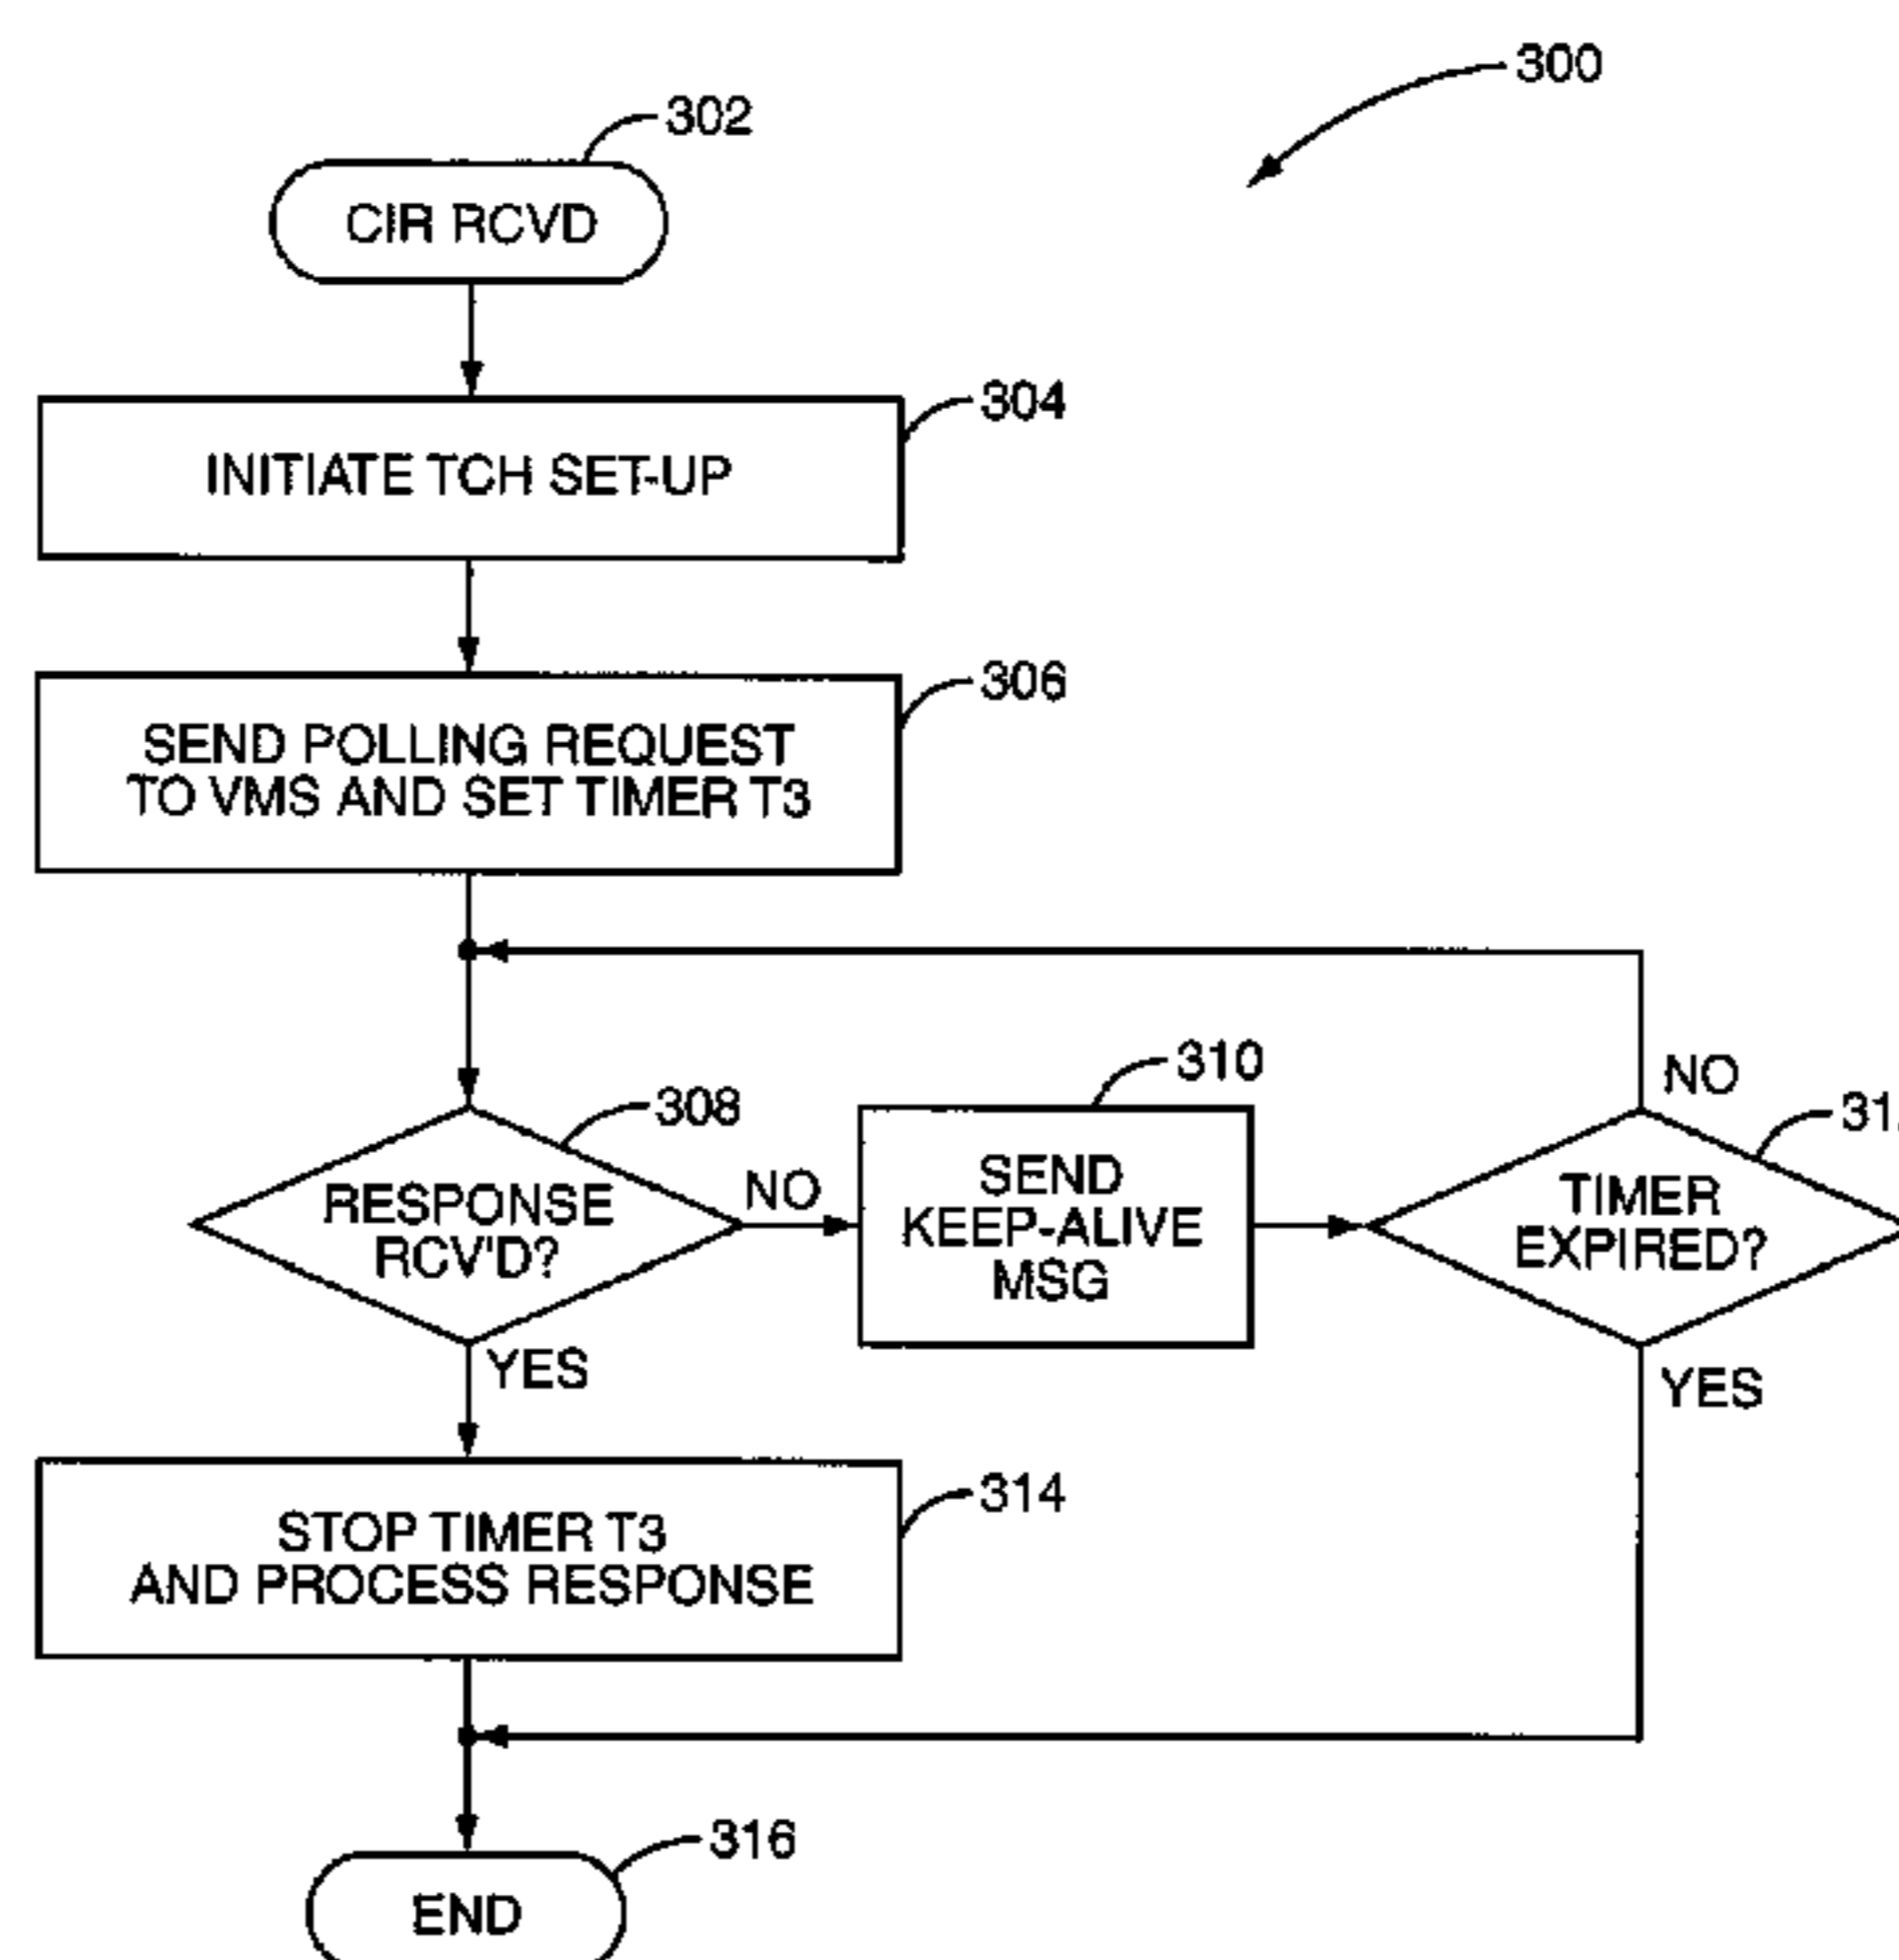 300
302
CIR RCVD
304
INITIATE TCH SET-UP
306
SEND POLLING REQUEST
TO VMS AND SET TIMER T3
308
RESPONSE
RCV'D?
NO
310
SEND
KEEP-ALIVE
MSG
NO
TIMER
EXPIRED?
YES
YES
314
STOP TIMER T3
AND PROCESS RESPONSE
316
END